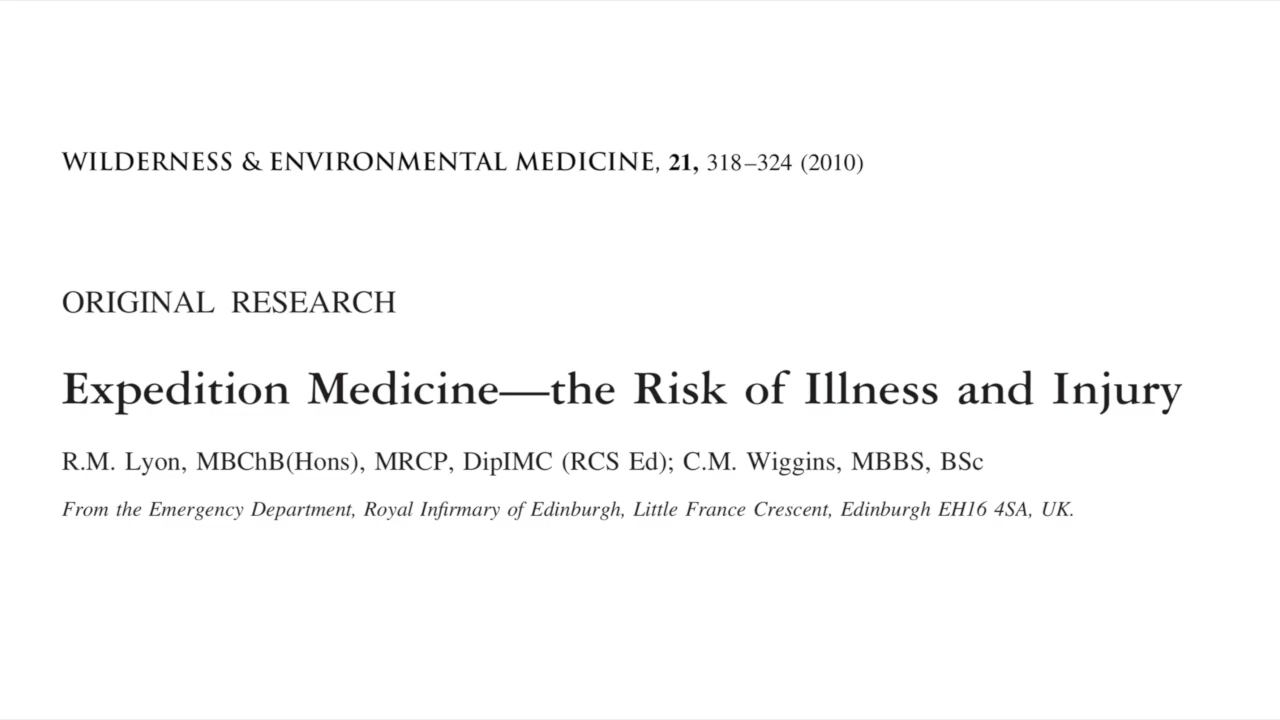 WILDERNESS & ENVIRONMENTAL MEDICINE, 21, 318–324 (2010)
ORIGINAL RESEARCH
Expedition Medicine—the Risk of Illness and Injury
R.M. Lyon, MBChB(Hons), MRCP, DipIMC (RCS Ed); C.M. Wiggins, MBBS, BSc
From the Emergency Department, Royal Infirmary of Edinburgh, Little France Crescent, Edinburgh EH16 4SA, UK.